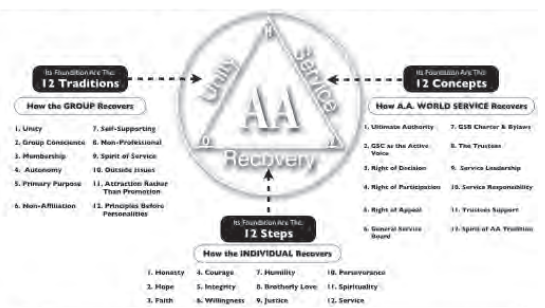 Unity
Service
AA
Recovery
Its Foundation Are The:
12 Traditions
How the GROUP Recovers
1. Unity
2. Group Conscience
3. Membership
4. Autonomy
5. Primary Purpose
6. Non-Affiliation
7. Self-Supporting
8. Non-Professional
9. Spirit of Service
10. Outside Issues
11. Attraction Rather
Than Promotion
12. Principles Before
Personalities
Its Foundation Are The:
12 Concepts
How A.A. WORLD SERVICE Recovers
1. Ultimate Authority
2. GSC as the Active
Voice
3. Right of Decision
4. Right of Participation
5. Right of Appeal
6. General Service
Board
7. GSB Charter & Bylaws
8. The Trustees
9. Service Leadership
10. Service Responsibility
11. Trustees Support
12. Spirit of AA Tradition
Its Foundation Are The:
12 Steps
How the INDIVIDUAL Recovers
1. Honesty
2. Hope
3. Faith
4. Courage
5. Integrity
6. Willingness
7. Humility
8. Brotherly Love
9. Justice
10. Perseverance
11. Spirituality
12. Service